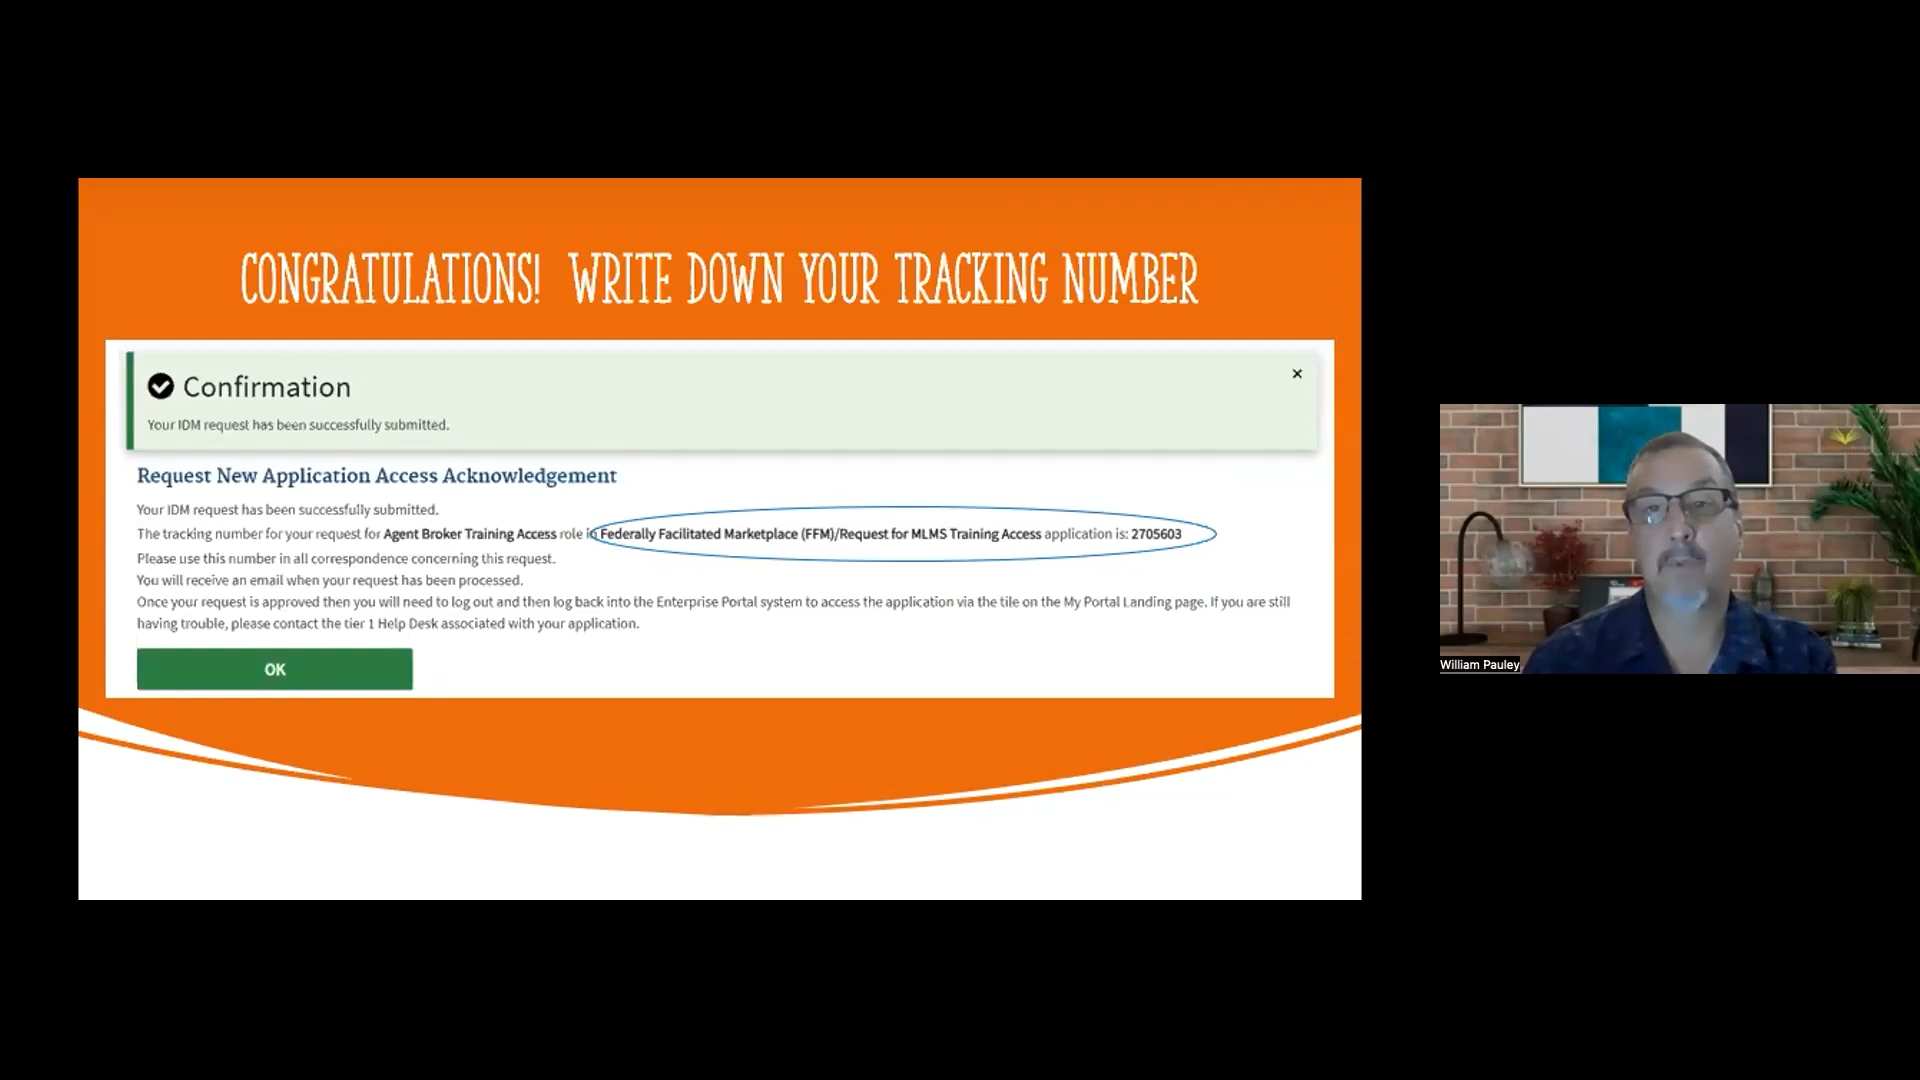 CONGRATULATIONS! WRITE DOWN YOUR TRACKING NUMBER
Confirmation
×
Your IDM request has been successfully submitted.
Request New Application Access Acknowledgement
Your IDM request has been successfully submitted.
The tracking number for your request for Agent Broker Training Access role in Federally Facilitated Marketplace (FFM)/Request for MLMS Training Access application is: 2705603
Please use this number in all correspondence concerning this request.
You will receive an email when your request has been processed.
Once your request is approved then you will need to log out and then log back into the Enterprise Portal system to access the application via the tile on the My Portal Landing page. If you are still
having trouble, please contact the tier 1 Help Desk associated with your application.
OK
William Pauley